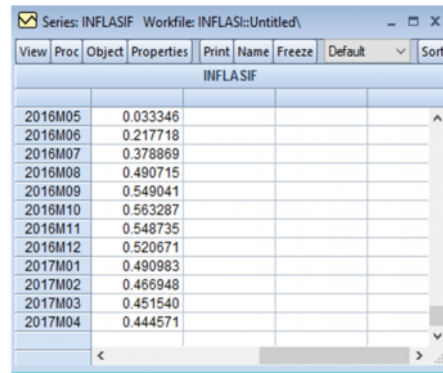 Series: INFLASIF Workfile: INFLASI::Untitled\
View Proc Object Properties Print Name Freeze Default Sort
INFLASIF
2016M05 0.033346
2016M06 0.217718
2016M07 0.378869
2016M08 0.490715
2016M09 0.549041
2016M10 0.563287
2016M11 0.548735
2016M12 0.520671
2017M01 0.490983
2017M02 0.466948
2017M03 0.451540
2017M04 0.444571